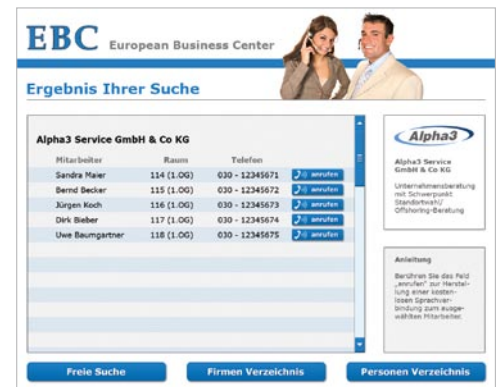 EBC European Business Center
Ergebnis Ihrer Suche
Alpha3 Service GmbH & Co KG
Mitarbeiter Raum Telefon
Sandra Maier 114 (1.OG) 030 - 12345671 anrufen
Bernd Becker 115 (1.OG) 030 - 12345672 anrufen
Jürgen Koch 116 (1.OG) 030 - 12345673 anrufen
Dirk Bieber 117 (1.OG) 030 - 12345674 anrufen
Uwe Baumgartner 118 (1.OG) 030 - 12345675 anrufen
Alpha3
Alpha3 Service
GmbH & Co KG
Unternehmensberatung
mit Schwerpunkt
Standortwahl/
Offshoring-Beratung
Anleitung
Berühren Sie das Feld
„anrufen“ zur Herstel-
lung einer kosten-
losen Sprachver-
bindung zum ausge-
wählten Mitarbeiter.
Freie Suche
Firmen Verzeichnis
Personen Verzeichnis